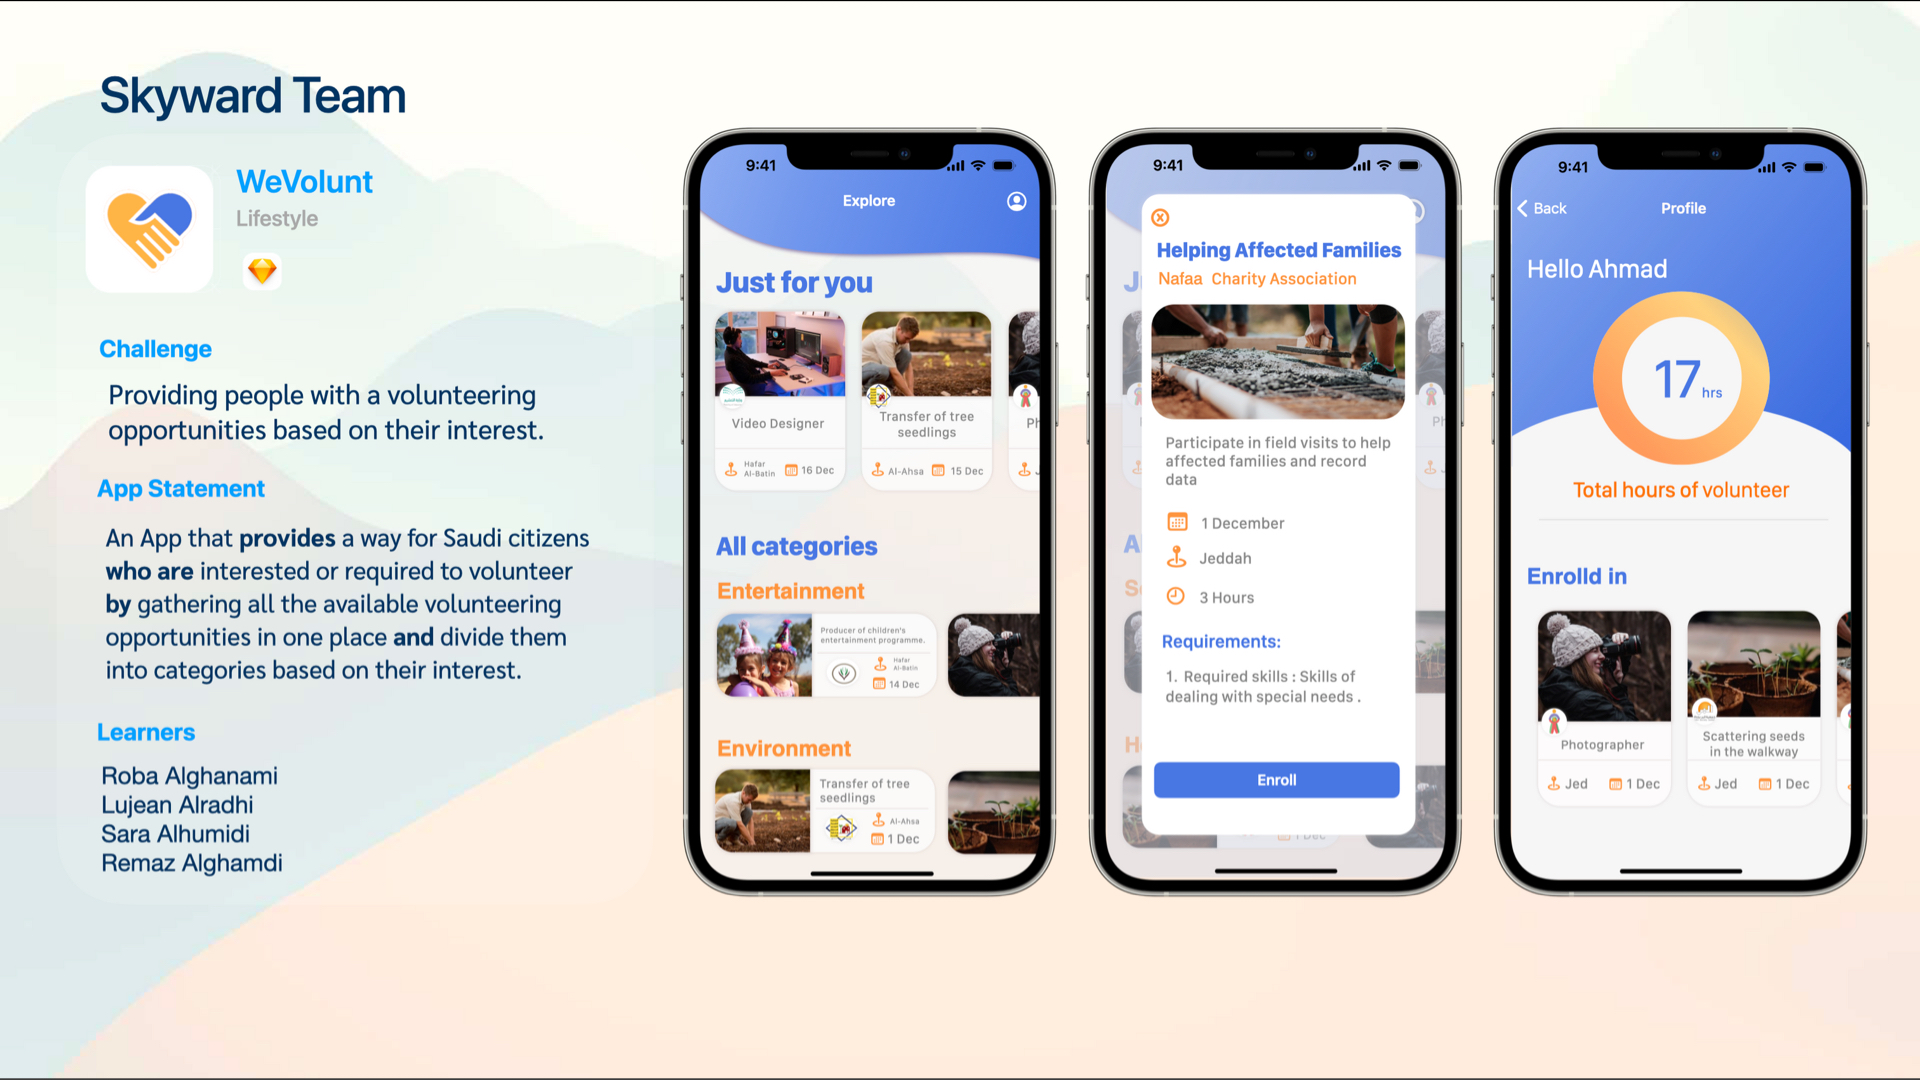 Skyward Team
WeVolunt
Lifestyle
Challenge
Providing people with a volunteering
opportunities based on their interest.
App Statement
An App that provides a way for Saudi citizens
who are interested or required to volunteer
by gathering all the available volunteering
opportunities in one place and divide them
into categories based on their interest.
Learners
Roba Alghanami
Lujean Alradhi
Sara Alhumidi
Remaz Alghamdi
9:41
Explore
Just for you
Video Designer
Hafar
Al-Batin
16 Dec
Transfer of tree
seedlings
Al-Ahsa
15 Dec
Ph
J
All categories
Entertainment
Producer of children's
entertainment programme.
Hafar
Al-Batin
14 Dec
Environment
Transfer of tree
seedlings
Al-Ahsa
1 Dec
9:41
Helping Affected Families
Nafaa Charity Association
Participate in field visits to help
affected families and record
data
1 December
Jeddah
3 Hours
Requirements:
1. Required skills : Skills of
dealing with special needs .
Enroll
1 Dec
9:41
Back
Profile
Hello Ahmad
17 hrs
Total hours of volunteer
Enrolld in
Photographer
Jed
1 Dec
Scattering seeds
in the walkway
Jed
1 Dec